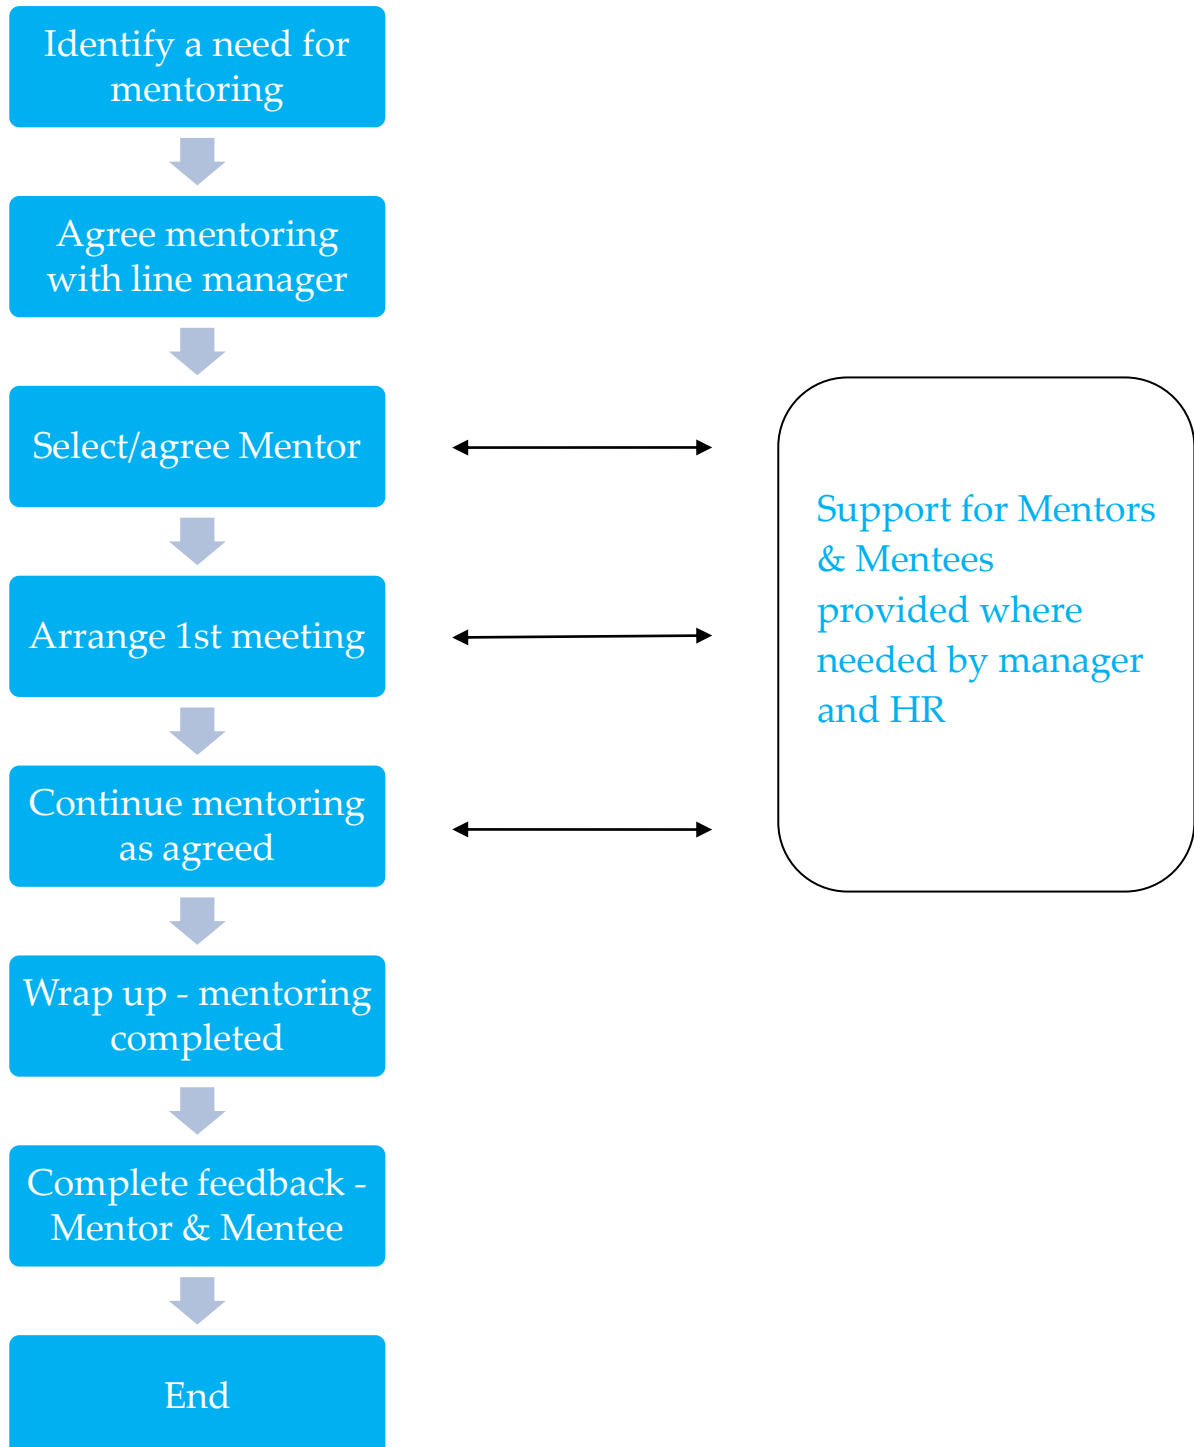 Identify a need for
mentoring
Agree mentoring
with line manager
Select/agree Mentor
Arrange 1st meeting
Continue mentoring
as agreed
Wrap up - mentoring
completed
Complete feedback -
Mentor & Mentee
End
Support for Mentors
& Mentees
provided where
needed by manager
and HR